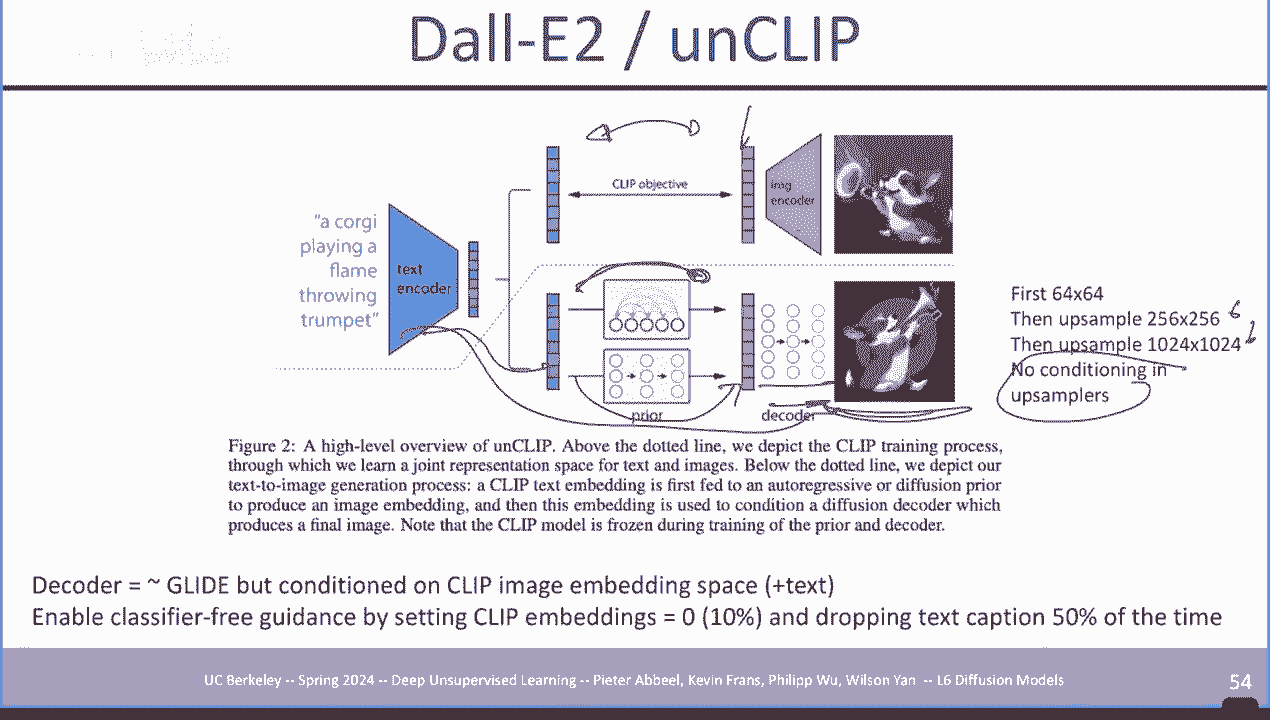 Dall-E2 / unCLIP
"a corgi
playing a
flame
throwing
trumpet"
text
encoder
CLIP objective
img
encoder
prior
decoder
First 64x64
Then upsample 256x256
Then upsample 1024x1024
No conditioning in
upsamplers
Figure 2: A high-level overview of unCLIP. Above the dotted line, we depict the CLIP training process,
through which we learn a joint representation space for text and images. Below the dotted line, we depict our
text-to-image generation process: a CLIP text embedding is first fed to an autoregressive or diffusion prior
to produce an image embedding, and then this embedding is used to condition a diffusion decoder which
produces a final image. Note that the CLIP model is frozen during training of the prior and decoder.
Decoder = ~ GLIDE but conditioned on CLIP image embedding space (+text)
Enable classifier-free guidance by setting CLIP embeddings = 0 (10%) and dropping text caption 50% of the time
UC Berkeley -- Spring 2024 -- Deep Unsupervised Learning -- Pieter Abbeel, Kevin Frans, Philipp Wu, Wilson Yan -- L6 Diffusion Models
54